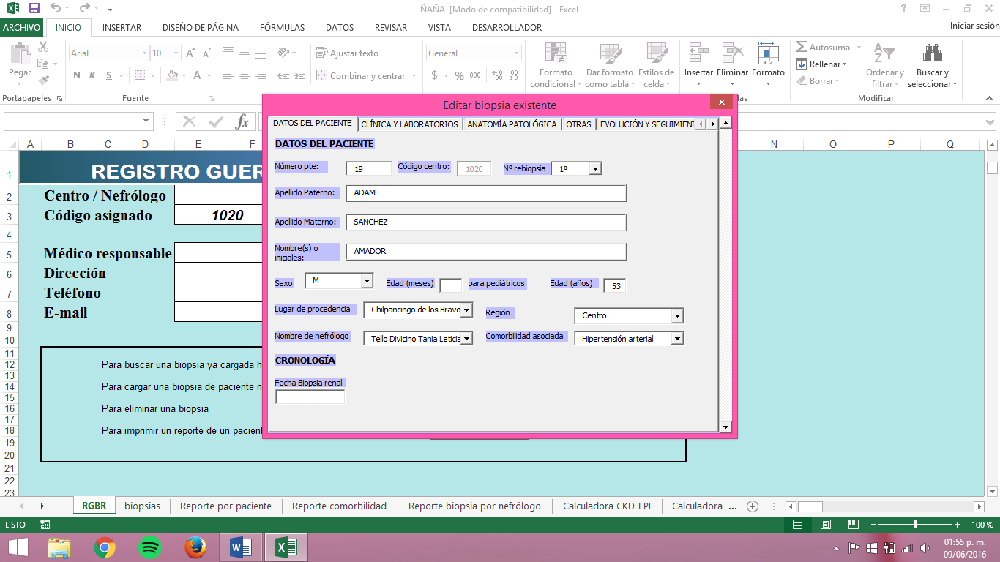 ÑAÑA [Modo de compatibilidad] - Excel
ARCHIVO INICIO INSERTAR DISEÑO DE PÁGINA FÓRMULAS DATOS REVISAR VISTA DESARROLLADOR Iniciar sesión
Arial 10 Ajustar texto General Autosuma
Pegar N K S Combinar y centrar $ % 000 Formato condicional Dar formato como tabla Estilos de celda Insertar Eliminar Formato Rellenar Borrar Ordenar y filtrar Buscar y seleccionar
Portapapeles Fuente las Modificar
Editar biopsia existente
DATOS DEL PACIENTE CLÍNICA Y LABORATORIOS ANATOMÍA PATOLÓGICA OTRAS EVOLUCIÓN Y SEGUIMIENT
DATOS DEL PACIENTE
Número pte: 19 Código centro: 1020 Nº rebiopsia 1º
Apellido Paterno: ADAME
Apellido Materno: SANCHEZ
Nombre(s) o iniciales: AMADOR
Sexo M Edad (meses) para pediátricos Edad (años) 53
Lugar de procedencia Chilpancingo de los Bravo Región Centro
Nombre de nefrólogo Tello Divicino Tania Leticia Comorbilidad asociada Hipertensión arterial
CRONOLOGÍA
Fecha Biopsia renal
A B C D E F N O P Q
1 REGISTRO GUER
2 Centro / Nefrólogo
3 Código asignado 1020
4
5 Médico responsable
6 Dirección
7 Teléfono
8 E-mail
9
10
11
12 Para buscar una biopsia ya cargada h
13
14 Para cargar una biopsia de paciente n
15
16 Para eliminar una biopsia
17
18 Para imprimir un reporte de un pacient
19
20
21
22
23
RGBR biopsias Reporte por paciente Reporte comorbilidad Reporte biopsia por nefrólogo Calculadora CKD-EPI Calculadora ...
LISTO 100 %
01:55 p. m.
09/06/2016